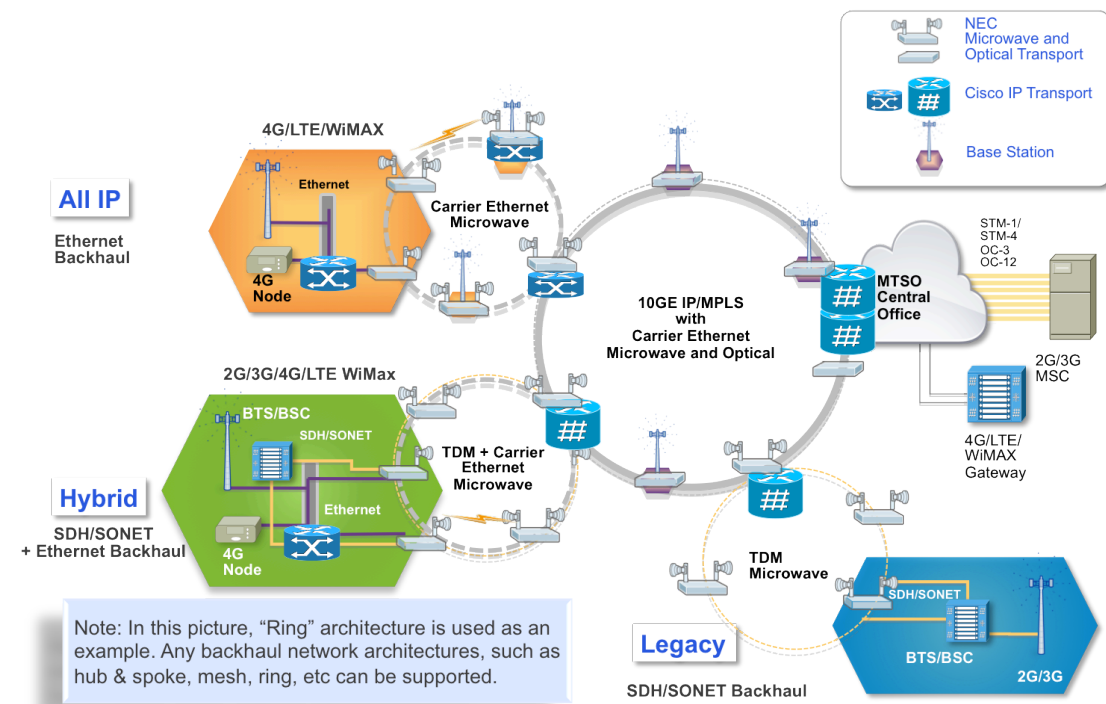 NEC
Microwave and
Optical Transport
Cisco IP Transport
Base Station
4G/LTE/WiMAX
All IP
Ethernet
Backhaul
Ethernet
4G
Node
Carrier Ethernet
Microwave
10GE IP/MPLS
with
Carrier Ethernet
Microwave and Optical
MTSO
Central
Office
STM-1/
STM-4
OC-3
OC-12
2G/3G
MSC
4G/LTE/
WiMAX
Gateway
2G/3G/4G/LTE WiMax
BTS/BSC
SDH/SONET
Ethernet
4G
Node
TDM + Carrier
Ethernet
Microwave
Hybrid
SDH/SONET
+ Ethernet Backhaul
TDM
Microwave
SDH/SONET
BTS/BSC
2G/3G
Legacy
SDH/SONET Backhaul
Note: In this picture, “Ring” architecture is used as an
example. Any backhaul network architectures, such as
hub & spoke, mesh, ring, etc can be supported.